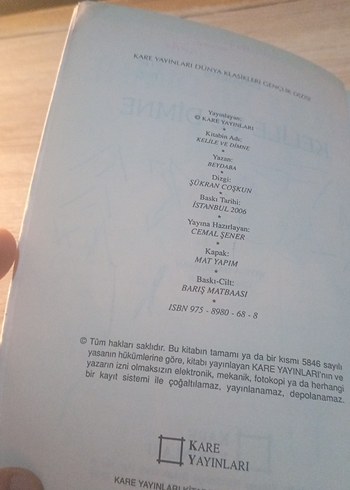 KARE YAYINLARI DÜNYA KLASİKLERİ GENÇLİK DİZİSİ
Yayınlayan:
© KARE YAYINLARI
*
Kitabın Adı:
KELİLE VE DİMNE
*
Yazan:
BEYDABA
*
Dizgi:
ŞÜKRAN COŞKUN
*
Baskı Tarihi:
İSTANBUL 2006
*
Yayına Hazırlayan:
CEMAL ŞENER
*
Kapak:
MAT YAPIM
*
Baskı-Cilt:
BARIŞ MATBAASI
*
ISBN 975 - 8980 - 68 - 8
© Tüm hakları saklıdır. Bu kitabın tamamı ya da bir kısmı 5846 sayılı
yasanın hükümlerine göre, kitabı yayınlayan KARE YAYINLARI'nın ve
yazarın izni olmaksızın elektronik, mekanik, fotokopi ya da herhangi
bir kayıt sistemi ile çoğaltılamaz, yayınlanamaz, depolanamaz.
KARE
YAYINLARI
KARE YAYINLARI